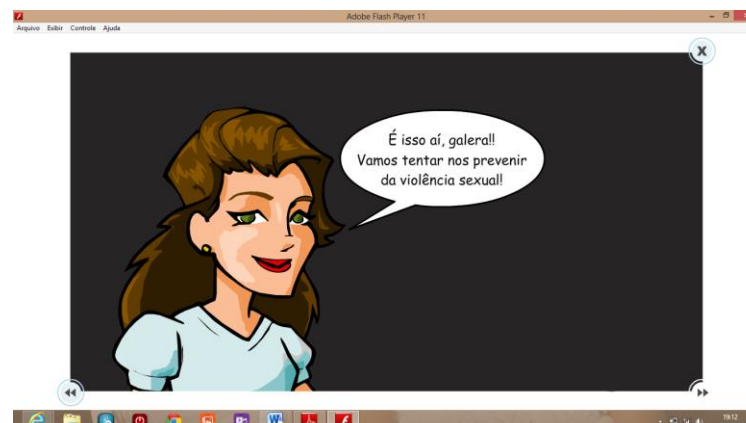 Adobe Flash Player 11
Arquivo Exibir Controle Ajuda
X
É isso aí, galera!!
Vamos tentar nos prevenir
da violência sexual!
19:12